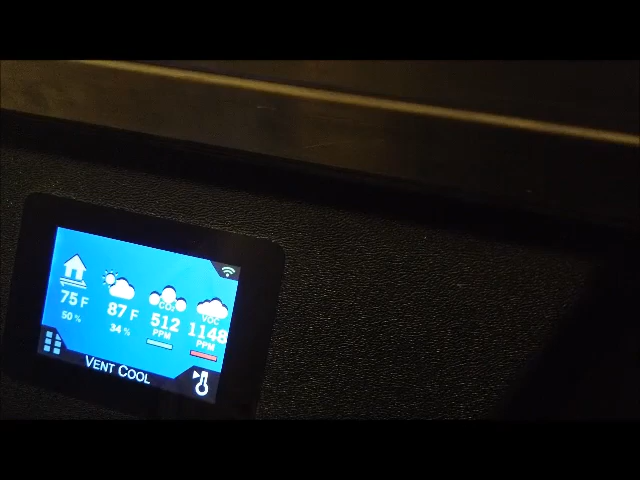 75 F
50 %
87 F
34 %
CO2
512
PPM
VOC
1148
PPM
VENT COOL